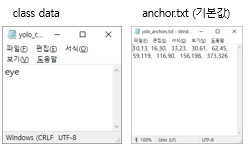 class data
anchor.txt (기본값)
yolo_c...
파일(F) 편집(E) 서식(O)
보기(V) 도움말
eye
Windows (CRLF UTF-8
yolo_anchors.txt - Wind...
파일(F) 편집(E) 서식(O) 보기(V) 도움말
10,13, 16,30, 33,23, 30,61, 62,45,
59,119, 116,90, 156,198, 373,326
100% Unix (LF) UTF-8